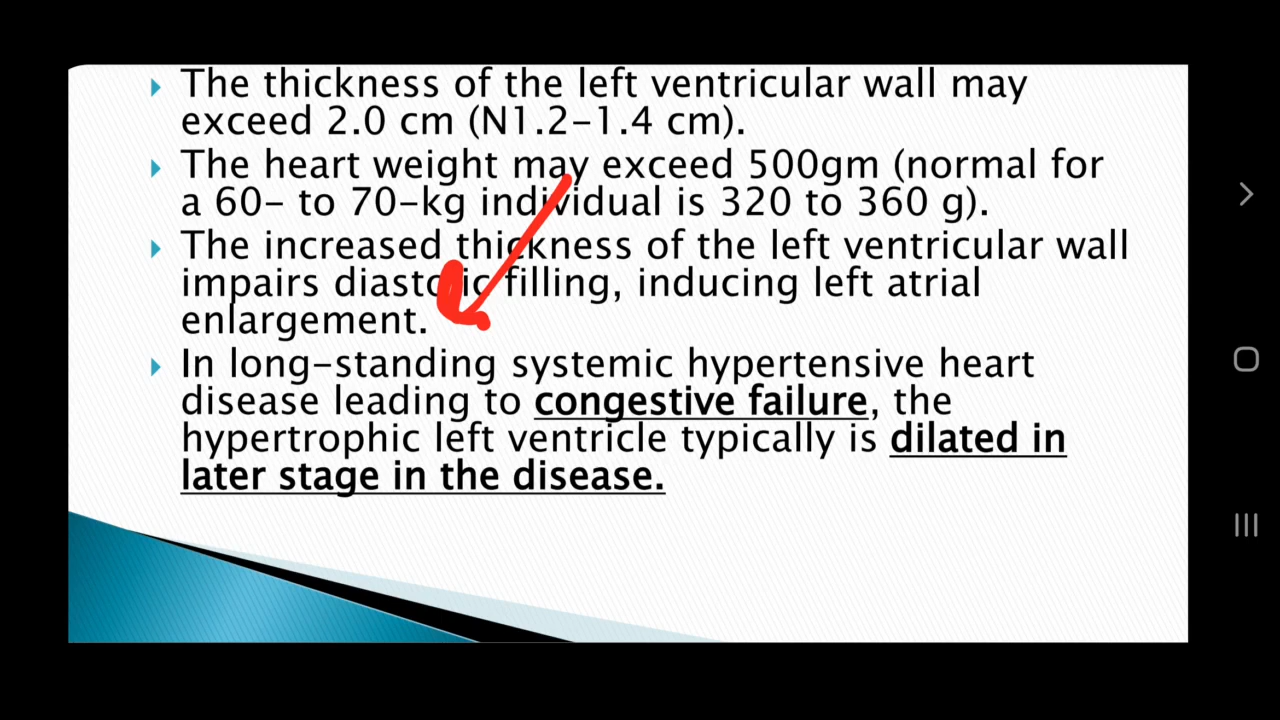 The thickness of the left ventricular wall may
exceed 2.0 cm (N1.2-1.4 cm).
The heart weight may exceed 500gm (normal for
a 60- to 70-kg individual is 320 to 360 g).
The increased thickness of the left ventricular wall
impairs diastolic filling, inducing left atrial
enlargement.
In long-standing systemic hypertensive heart
disease leading to congestive failure, the
hypertrophic left ventricle typically is dilated in
later stage in the disease.